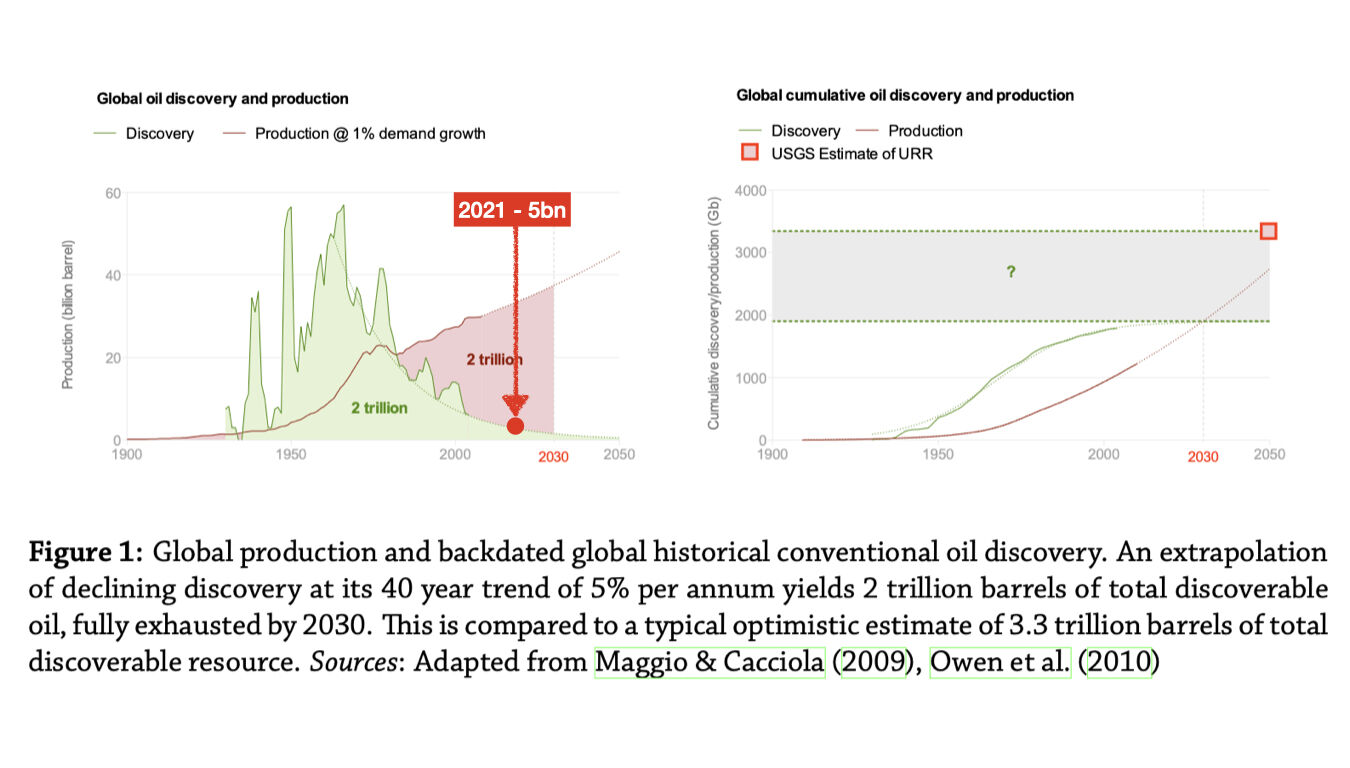 Global oil discovery and production
Discovery
Production @ 1% demand growth
Production (billion barrel)
60
40
20
0
2021 - 5bn
2 trillion
2 trillion
1900
1950
2000
2030
2050
Global cumulative oil discovery and production
Discovery
Production
USGS Estimate of URR
Cumulative discovery/production (Gb)
4000
3000
2000
1000
0
?
1900
1950
2000
2030
2050
Figure 1: Global production and backdated global historical conventional oil discovery. An extrapolation
of declining discovery at its 40 year trend of 5% per annum yields 2 trillion barrels of total discoverable
oil, fully exhausted by 2030. This is compared to a typical optimistic estimate of 3.3 trillion barrels of total
discoverable resource. Sources: Adapted from Maggio & Cacciola (2009), Owen et al. (2010)